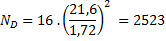 N_D = 16 · (21,6 / 1,72)² = 2523